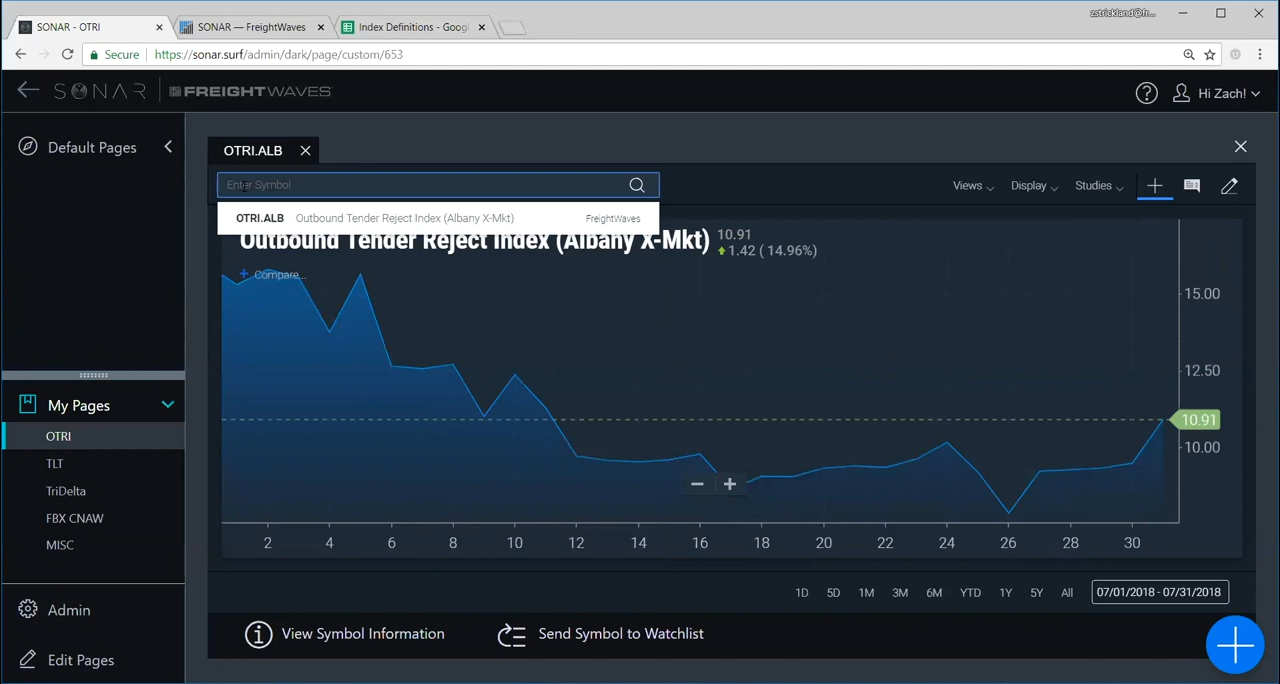 zstrickland@fr...
SONAR - OTRI
SONAR — FreightWaves
Index Definitions - Goog
Secure
https://sonar.surf/admin/dark/page/custom/653
SONAR
FREIGHTWAVES
Hi Zach!
Default Pages
OTRI.ALB
Enter Symbol
Views
Display
Studies
OTRI.ALB Outbound Tender Reject Index (Albany X-Mkt) FreightWaves
Outbound Tender Reject Index (Albany X-Mkt)
10.91
1.42 ( 14.96%)
Compare...
15.00
12.50
10.91
10.00
2 4 6 8 10 12 14 16 18 20 22 24 26 28 30
My Pages
OTRI
TLT
TriDelta
FBX CNAW
MISC
1D 5D 1M 3M 6M YTD 1Y 5Y All 07/01/2018 - 07/31/2018
Admin
View Symbol Information
Send Symbol to Watchlist
Edit Pages